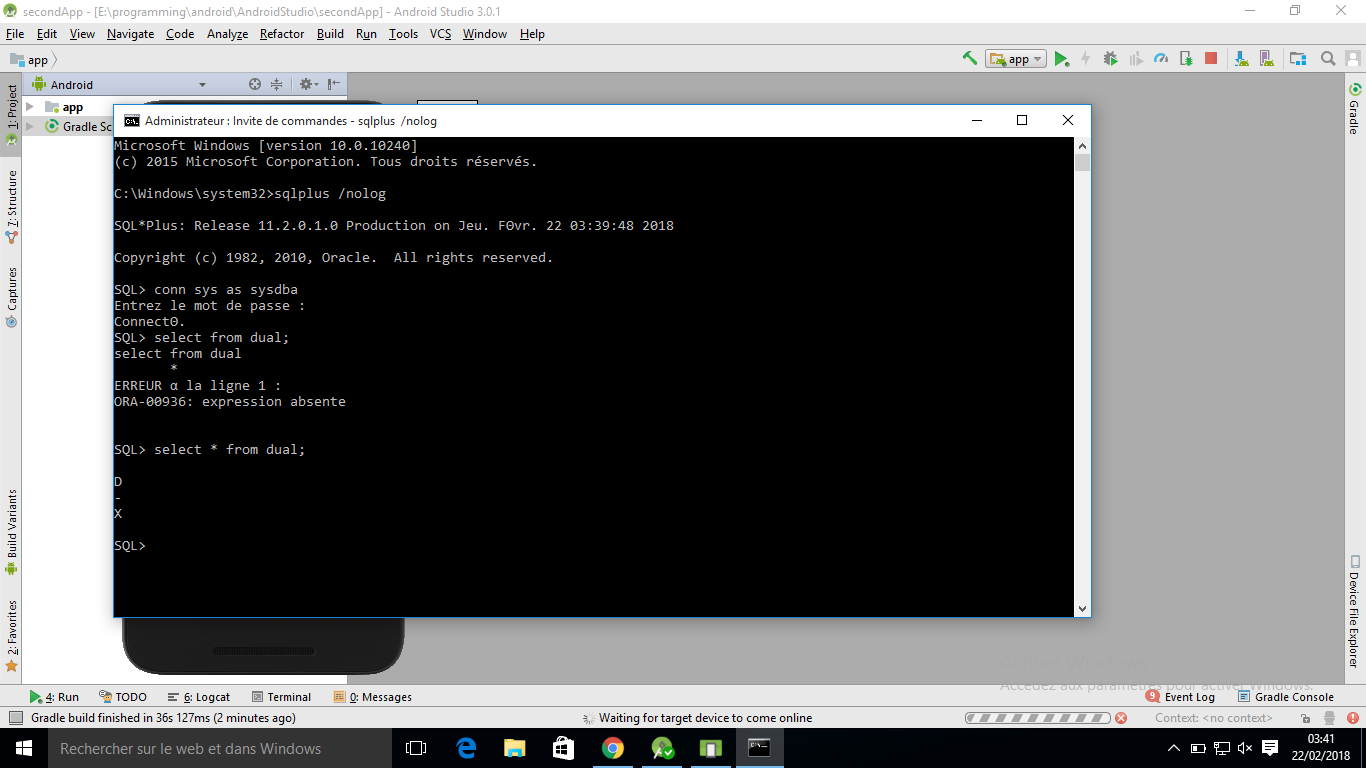 secondApp - [E:\programming\android\AndroidStudio\secondApp] - Android Studio 3.0.1
File Edit View Navigate Code Analyze Refactor Build Run Tools VCS Window Help
app
app
1: Project
Android
app
Gradle Sc
Gradle
7: Structure
Captures
Build Variants
2: Favorites
Device File Explorer
Administrateur : Invite de commandes - sqlplus /nolog
Microsoft Windows [version 10.0.10240]
(c) 2015 Microsoft Corporation. Tous droits réservés.
C:\Windows\system32>sqlplus /nolog
SQL*Plus: Release 11.2.0.1.0 Production on Jeu. FΘvr. 22 03:39:48 2018
Copyright (c) 1982, 2010, Oracle.  All rights reserved.
SQL> conn sys as sysdba
Entrez le mot de passe :
ConnectΘ.
SQL> select from dual;
select from dual
*
ERREUR α la ligne 1 :
ORA-00936: expression absente
SQL> select * from dual;
D
-
X
SQL>
Accédez aux paramètres pour activer Windows.
4: Run TODO 6: Logcat Terminal 0: Messages 9 Event Log Gradle Console
Gradle build finished in 36s 127ms (2 minutes ago) Waiting for target device to come online Context: <no context>
Rechercher sur le web et dans Windows
03:41
22/02/2018